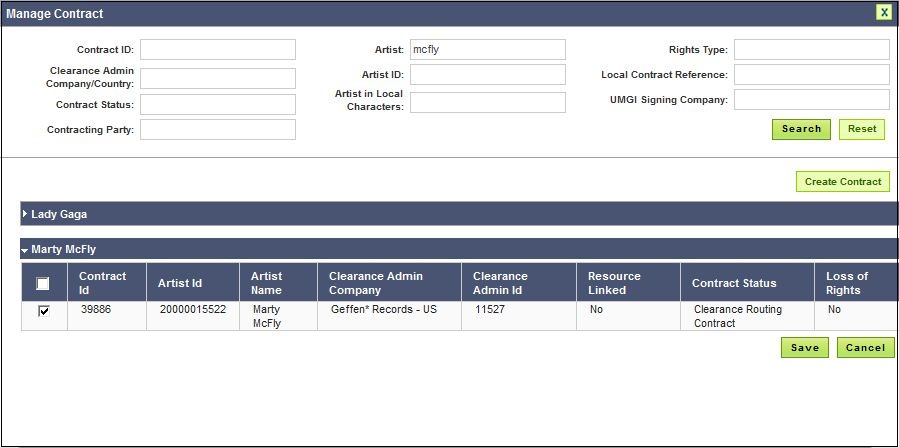 Manage Contract
X
Contract ID:
Artist: mcfly
Rights Type:
Clearance Admin
Company/Country:
Artist ID:
Local Contract Reference:
Contract Status:
Artist in Local
Characters:
UMGI Signing Company:
Contracting Party:
Search
Reset
Create Contract
Lady Gaga
Marty McFly
Contract
Id
Artist Id
Artist
Name
Clearance Admin
Company
Clearance
Admin Id
Resource
Linked
Contract Status
Loss of
Rights
39886
20000015522
Marty
McFly
Geffen* Records - US
11527
No
Clearance Routing
Contract
No
Save
Cancel